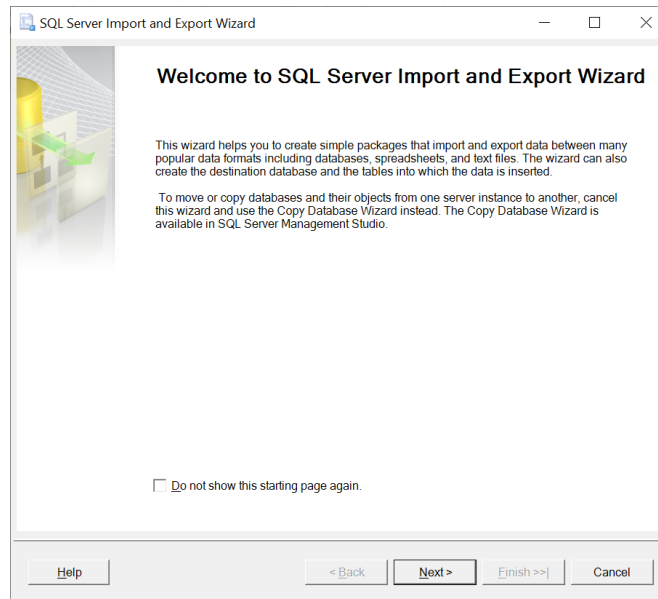 SQL Server Import and Export Wizard
Welcome to SQL Server Import and Export Wizard
This wizard helps you to create simple packages that import and export data between many
popular data formats including databases, spreadsheets, and text files. The wizard can also
create the destination database and the tables into which the data is inserted.
To move or copy databases and their objects from one server instance to another, cancel
this wizard and use the Copy Database Wizard instead. The Copy Database Wizard is
available in SQL Server Management Studio.
Do not show this starting page again.
Help
< Back
Next >
Finish >>|
Cancel